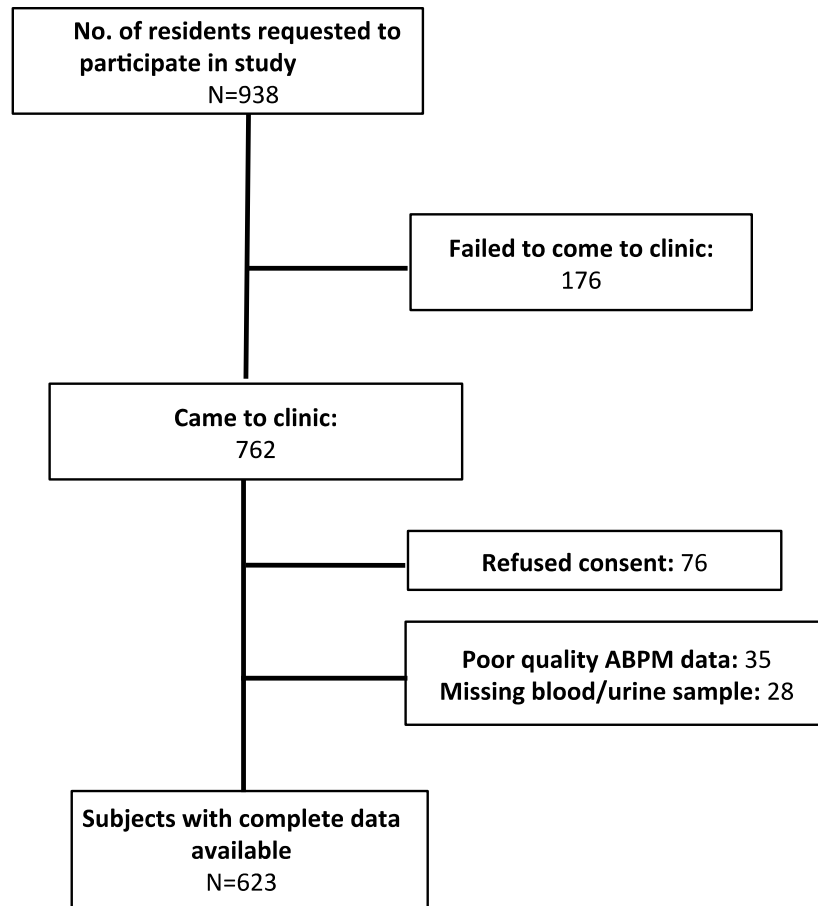 No. of residents requested to
participate in study
N=938
Failed to come to clinic:
176
Came to clinic:
762
Refused consent: 76
Poor quality ABPM data: 35
Missing blood/urine sample: 28
Subjects with complete data
available
N=623